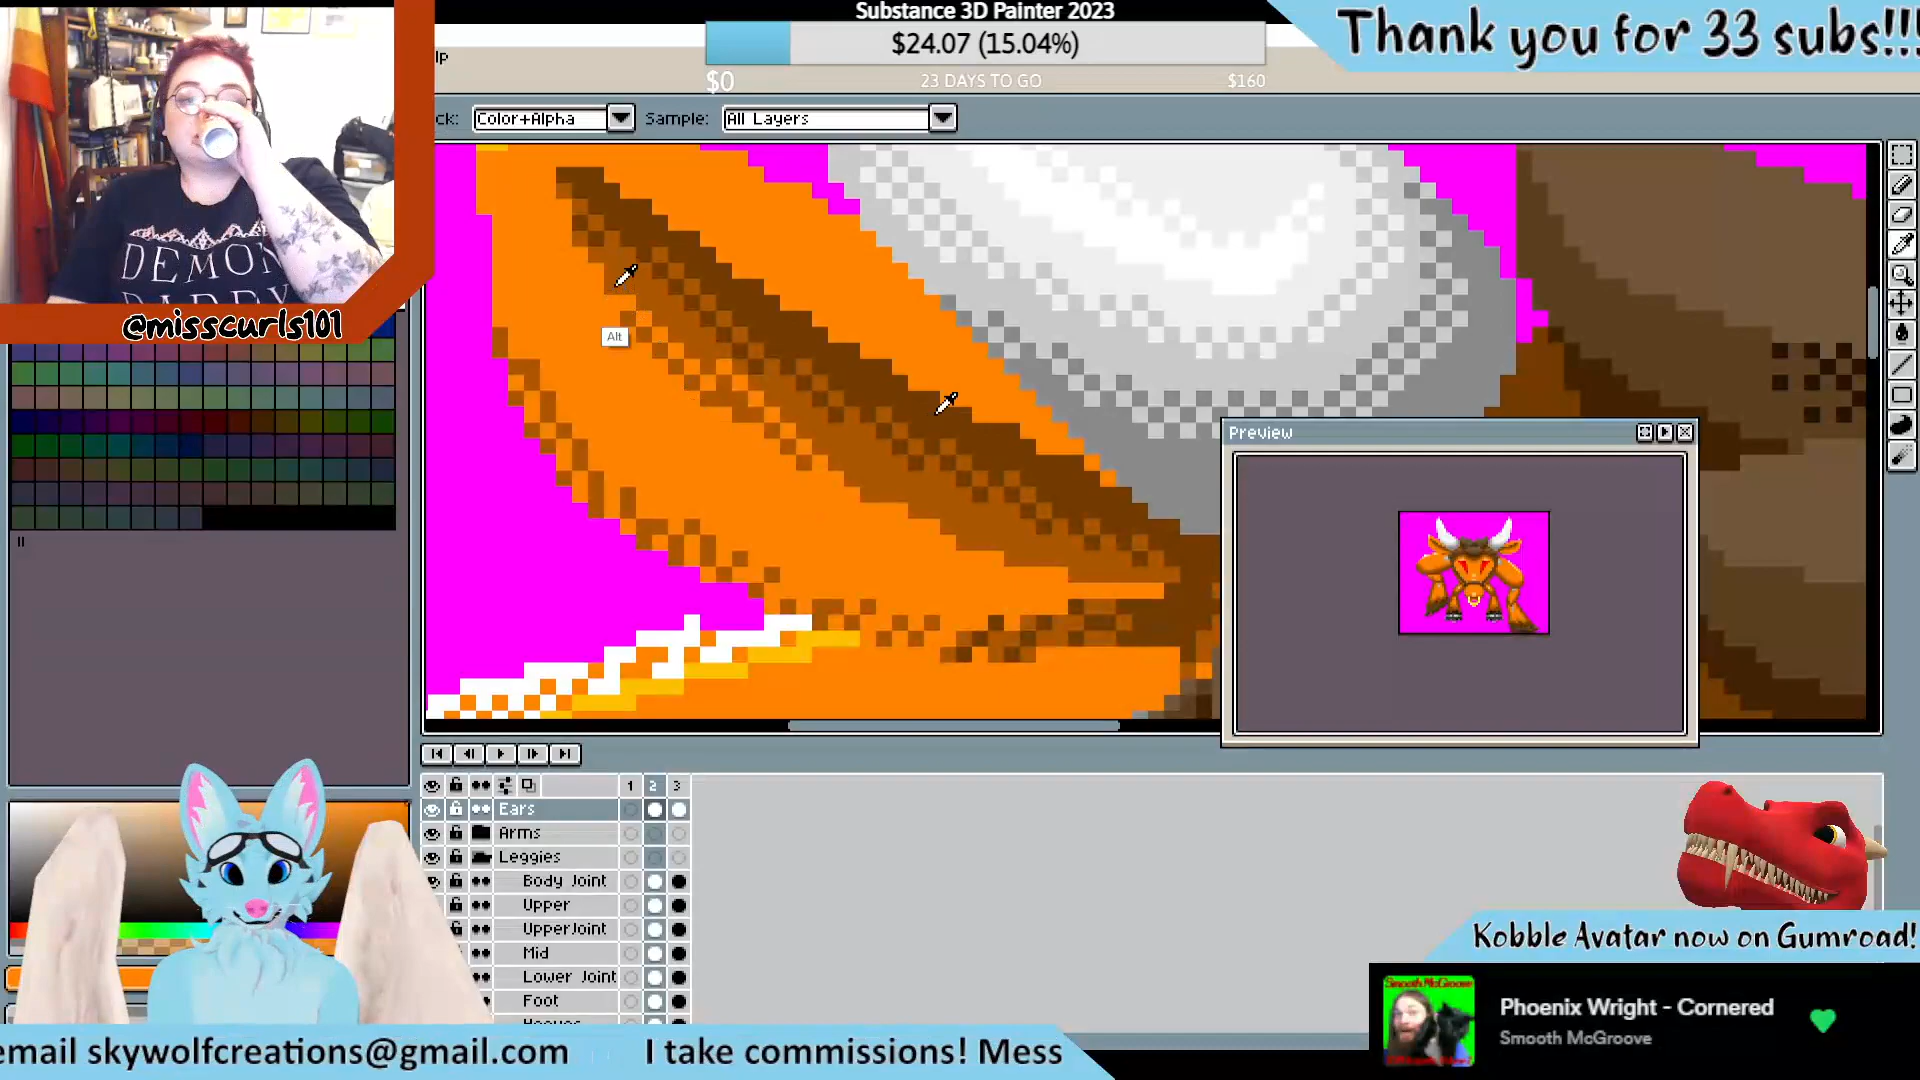 Substance 3D Painter 2023
$24.07 (15.04%)
$0
23 DAYS TO GO
$160
Thank you for 33 subs!!!
lp
ck:
Color+Alpha
Sample:
All Layers
DEMON
@misscurls101
Alt
Preview
1
2
3
Ears
Arms
Leggies
Body Joint
Upper
UpperJoint
Mid
Lower Joint
Foot
Kobble Avatar now on Gumroad!
Smooth McGroove
Phoenix Wright - Cornered
Smooth McGroove
email skywolfcreations@gmail.com
I take commissions! Mess